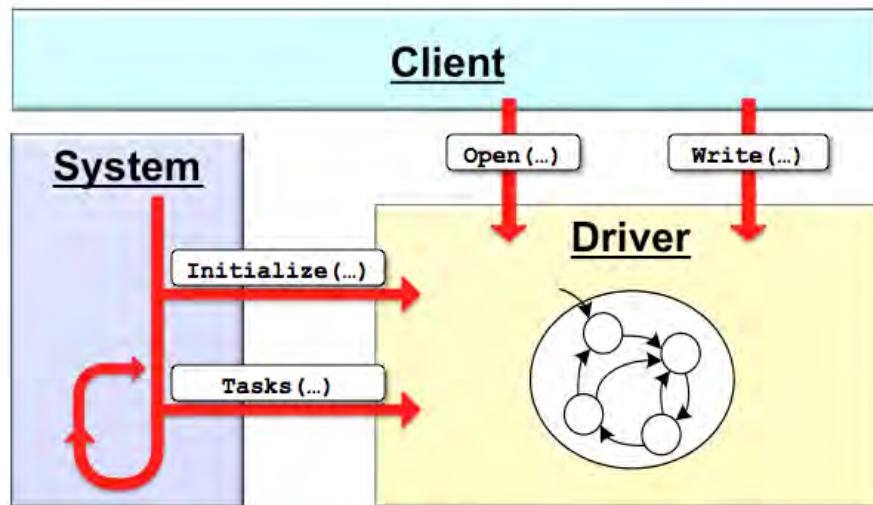 Client
Open(…)
Write(…)
System
Driver
Initialize(…)
Tasks(…)